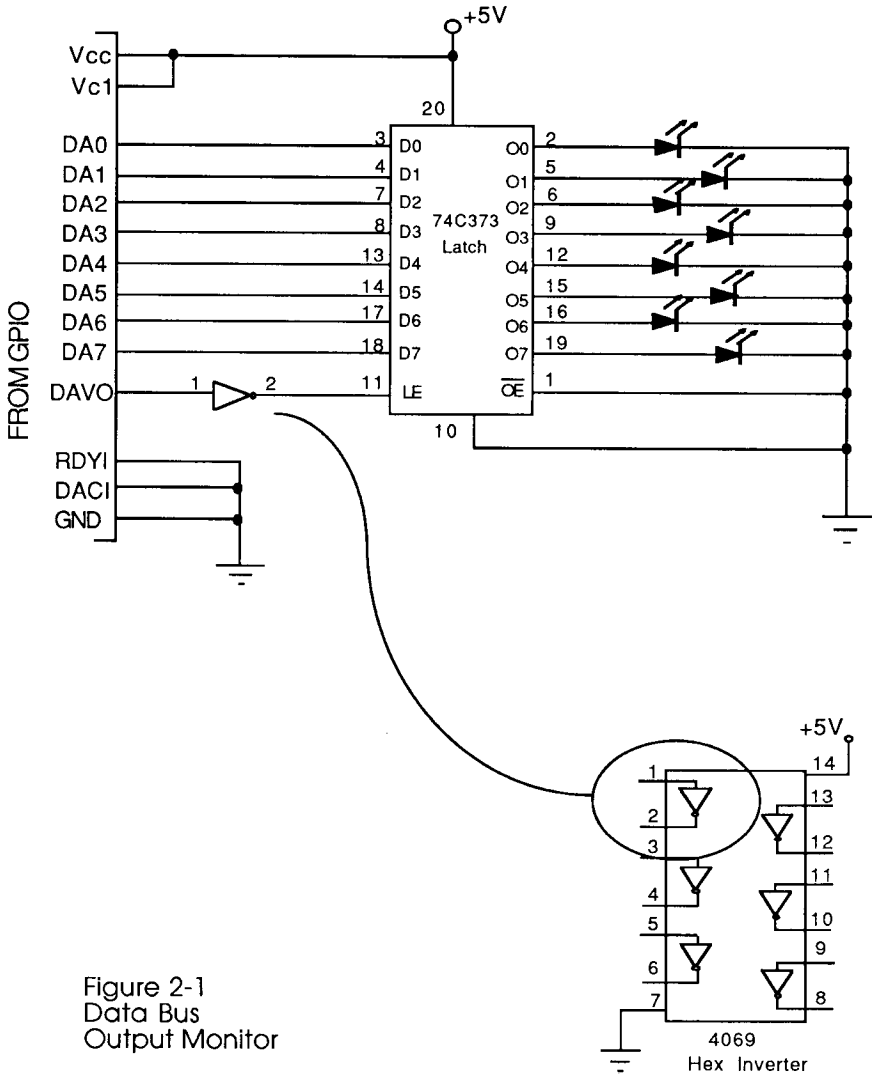 +5V
Vcc
Vc1
20
DA0 3 D0 O0 2
DA1 4 D1 O1 5
DA2 7 D2 O2 6
DA3 8 D3 O3 9
74C373
Latch
DA4 13 D4 O4 12
DA5 14 D5 O5 15
DA6 17 D6 O6 16
DA7 18 D7 O7 19
DAVO 1 2 11 LE OE 1
10
FROM GPIO
RDYI
DACI
GND
+5V
14
1
13
2
12
3
11
4
10
5
9
6
8
7
4069
Hex Inverter
Figure 2-1
Data Bus
Output Monitor